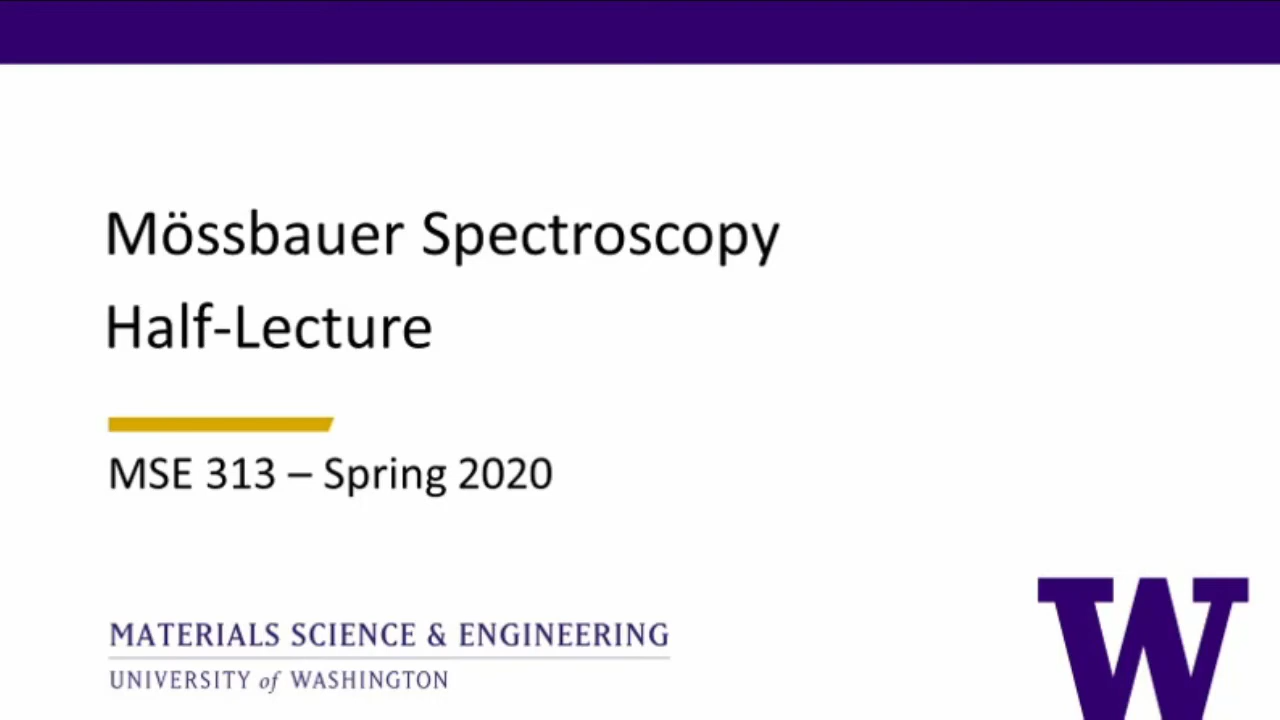 Mössbauer Spectroscopy
Half-Lecture
MSE 313 – Spring 2020
MATERIALS SCIENCE & ENGINEERING
UNIVERSITY of WASHINGTON
W